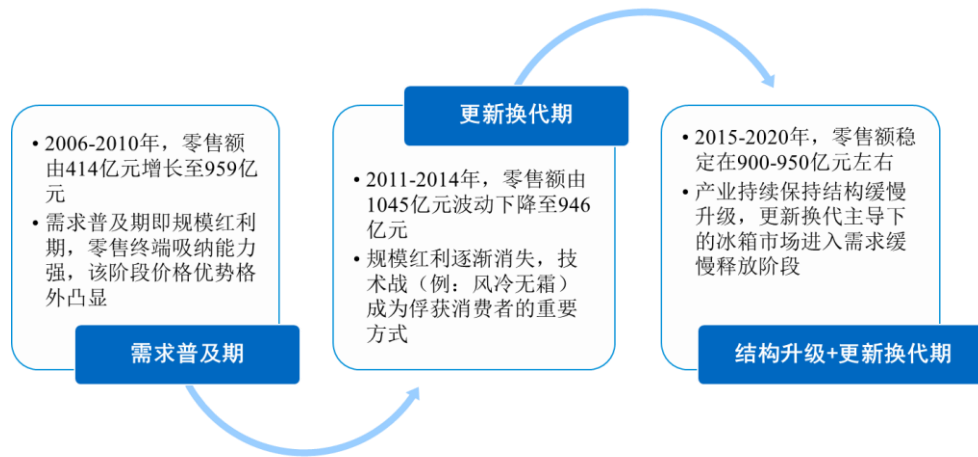 • 2006-2010年，零售额
由414亿元增长至959亿
元
• 需求普及期即规模红利
期，零售终端吸纳能力
强，该阶段价格优势格
外凸显
需求普及期
更新换代期
• 2011-2014年，零售额由
1045亿元波动下降至946
亿元
• 规模红利逐渐消失，技
术战（例：风冷无霜）
成为俘获消费者的重要
方式
• 2015-2020年，零售额稳
定在900-950亿元左右
• 产业持续保持结构缓慢
升级，更新换代主导下
的冰箱市场进入需求缓
慢释放阶段
结构升级+更新换代期